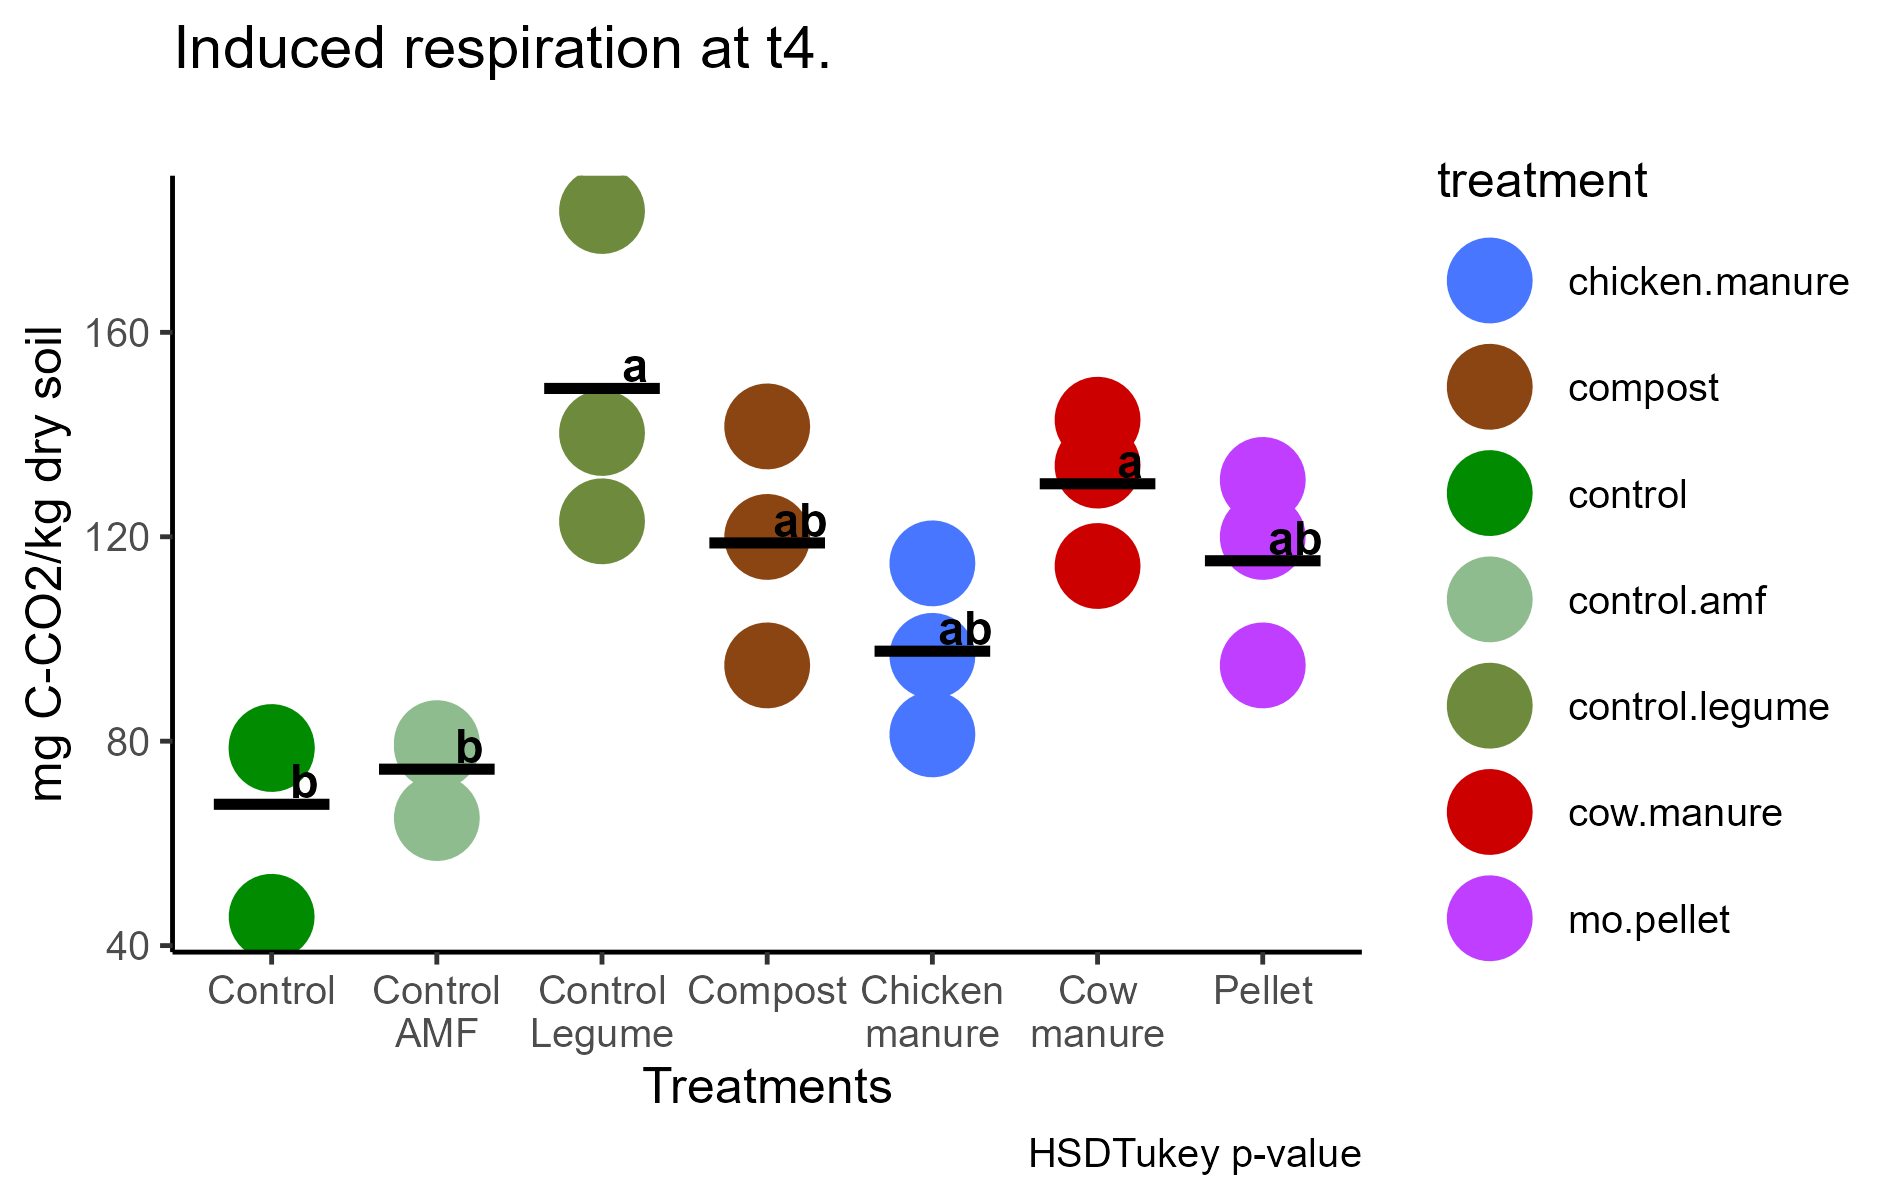 Induced respiration at t4.
mg C-CO2/kg dry soil
160
120
80
40
a
ab
a
ab
ab
b
b
Control
Control
AMF
Control
Legume
Compost
Chicken
manure
Cow
manure
Pellet
Treatments
HSDTukey p-value
treatment
chicken.manure
compost
control
control.amf
control.legume
cow.manure
mo.pellet